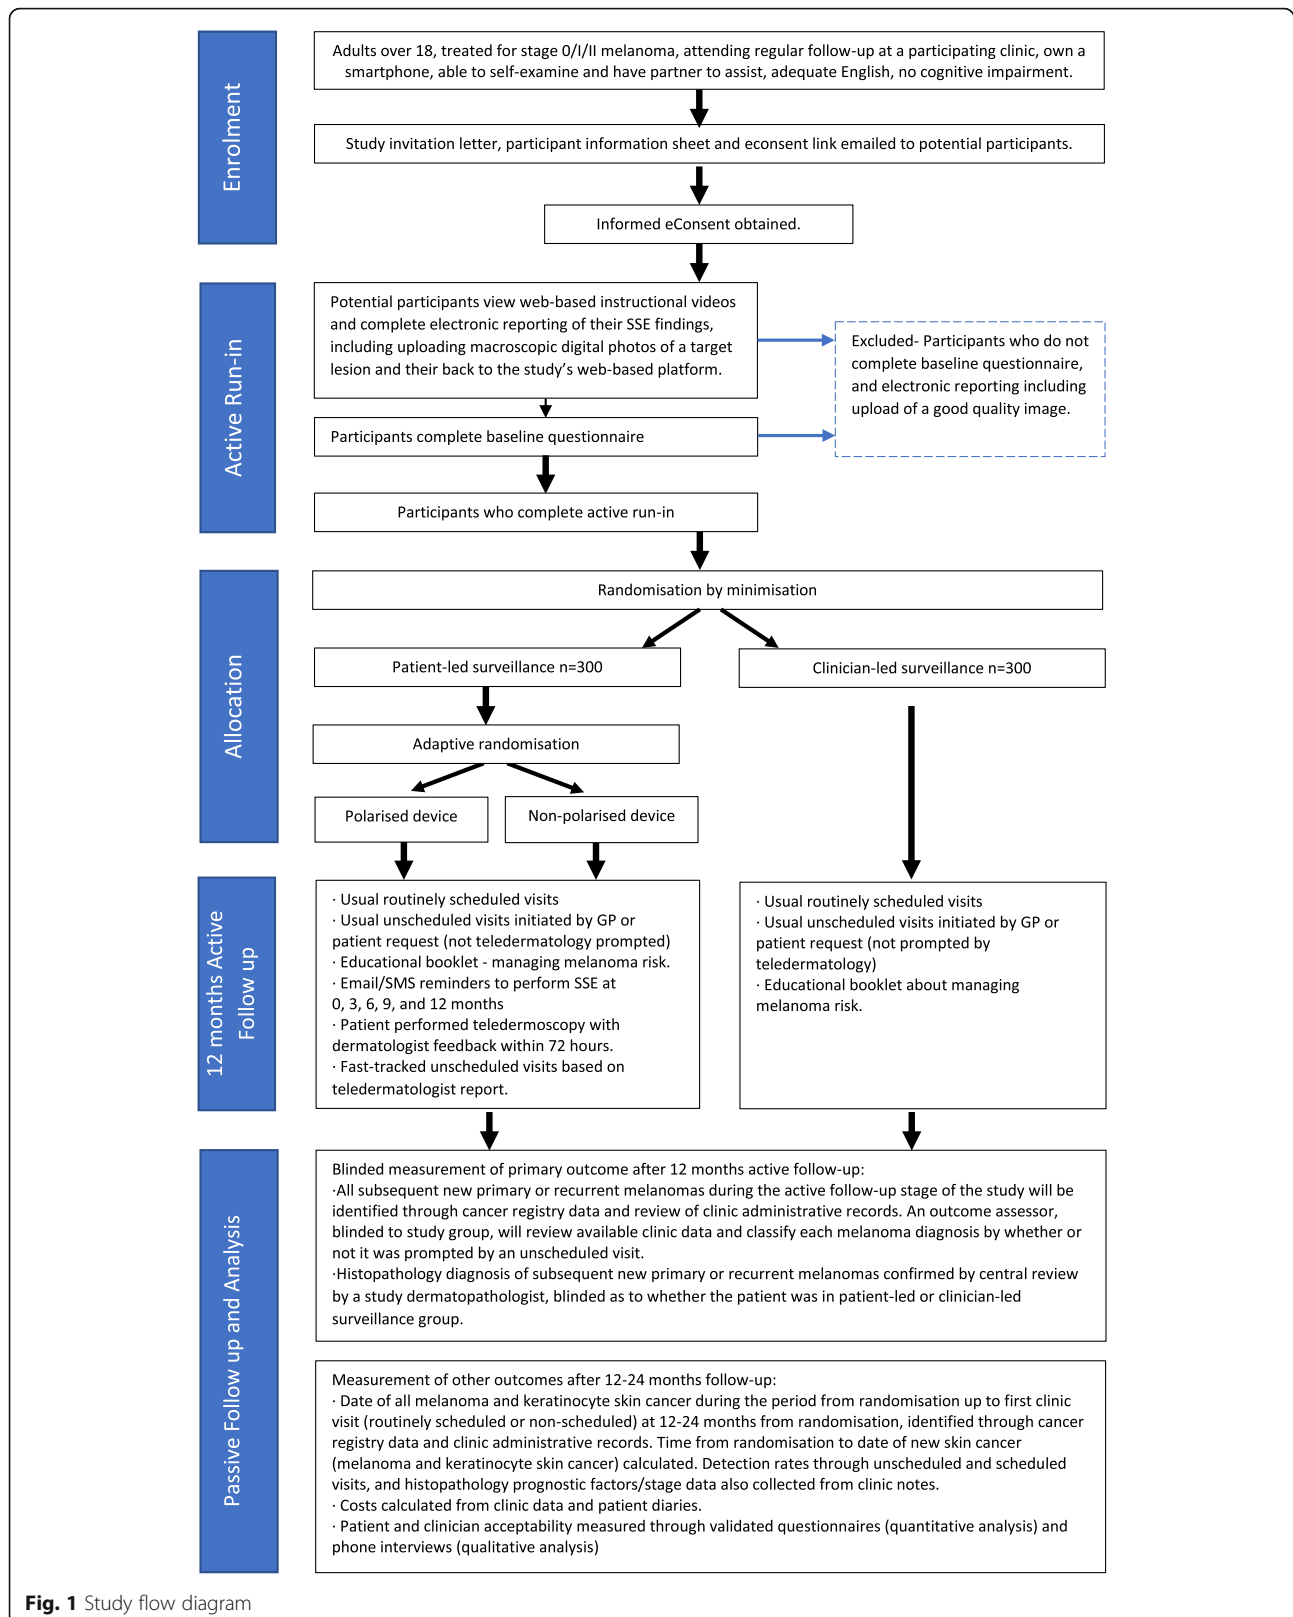 Enrolment
Adults over 18, treated for stage 0/I/II melanoma, attending regular follow-up at a participating clinic, own a
smartphone, able to self-examine and have partner to assist, adequate English, no cognitive impairment.
Study invitation letter, participant information sheet and econsent link emailed to potential participants.
Informed eConsent obtained.
Active Run-in
Potential participants view web-based instructional videos
and complete electronic reporting of their SSE findings,
including uploading macroscopic digital photos of a target
lesion and their back to the study's web-based platform.
Excluded- Participants who do not
complete baseline questionnaire,
and electronic reporting including
upload of a good quality image.
Participants complete baseline questionnaire
Participants who complete active run-in
Allocation
Randomisation by minimisation
Patient-led surveillance n=300
Clinician-led surveillance n=300
Adaptive randomisation
Polarised device
Non-polarised device
12 months Active
Follow up
· Usual routinely scheduled visits
· Usual unscheduled visits initiated by GP or
patient request (not teledermatology prompted)
· Educational booklet - managing melanoma risk.
· Email/SMS reminders to perform SSE at
0, 3, 6, 9, and 12 months
· Patient performed teledermoscopy with
dermatologist feedback within 72 hours.
· Fast-tracked unscheduled visits based on
teledermatologist report.
· Usual routinely scheduled visits
· Usual unscheduled visits initiated by GP or
patient request (not prompted by
teledermatology)
· Educational booklet about managing
melanoma risk.
Passive Follow up and Analysis
Blinded measurement of primary outcome after 12 months active follow-up:
·All subsequent new primary or recurrent melanomas during the active follow-up stage of the study will be
identified through cancer registry data and review of clinic administrative records. An outcome assessor,
blinded to study group, will review available clinic data and classify each melanoma diagnosis by whether or
not it was prompted by an unscheduled visit.
·Histopathology diagnosis of subsequent new primary or recurrent melanomas confirmed by central review
by a study dermatopathologist, blinded as to whether the patient was in patient-led or clinician-led
surveillance group.
Measurement of other outcomes after 12-24 months follow-up:
· Date of all melanoma and keratinocyte skin cancer during the period from randomisation up to first clinic
visit (routinely scheduled or non-scheduled) at 12-24 months from randomisation, identified through cancer
registry data and clinic administrative records. Time from randomisation to date of new skin cancer
(melanoma and keratinocyte skin cancer) calculated. Detection rates through unscheduled and scheduled
visits, and histopathology prognostic factors/stage data also collected from clinic notes.
· Costs calculated from clinic data and patient diaries.
· Patient and clinician acceptability measured through validated questionnaires (quantitative analysis) and
phone interviews (qualitative analysis)
Fig. 1 Study flow diagram